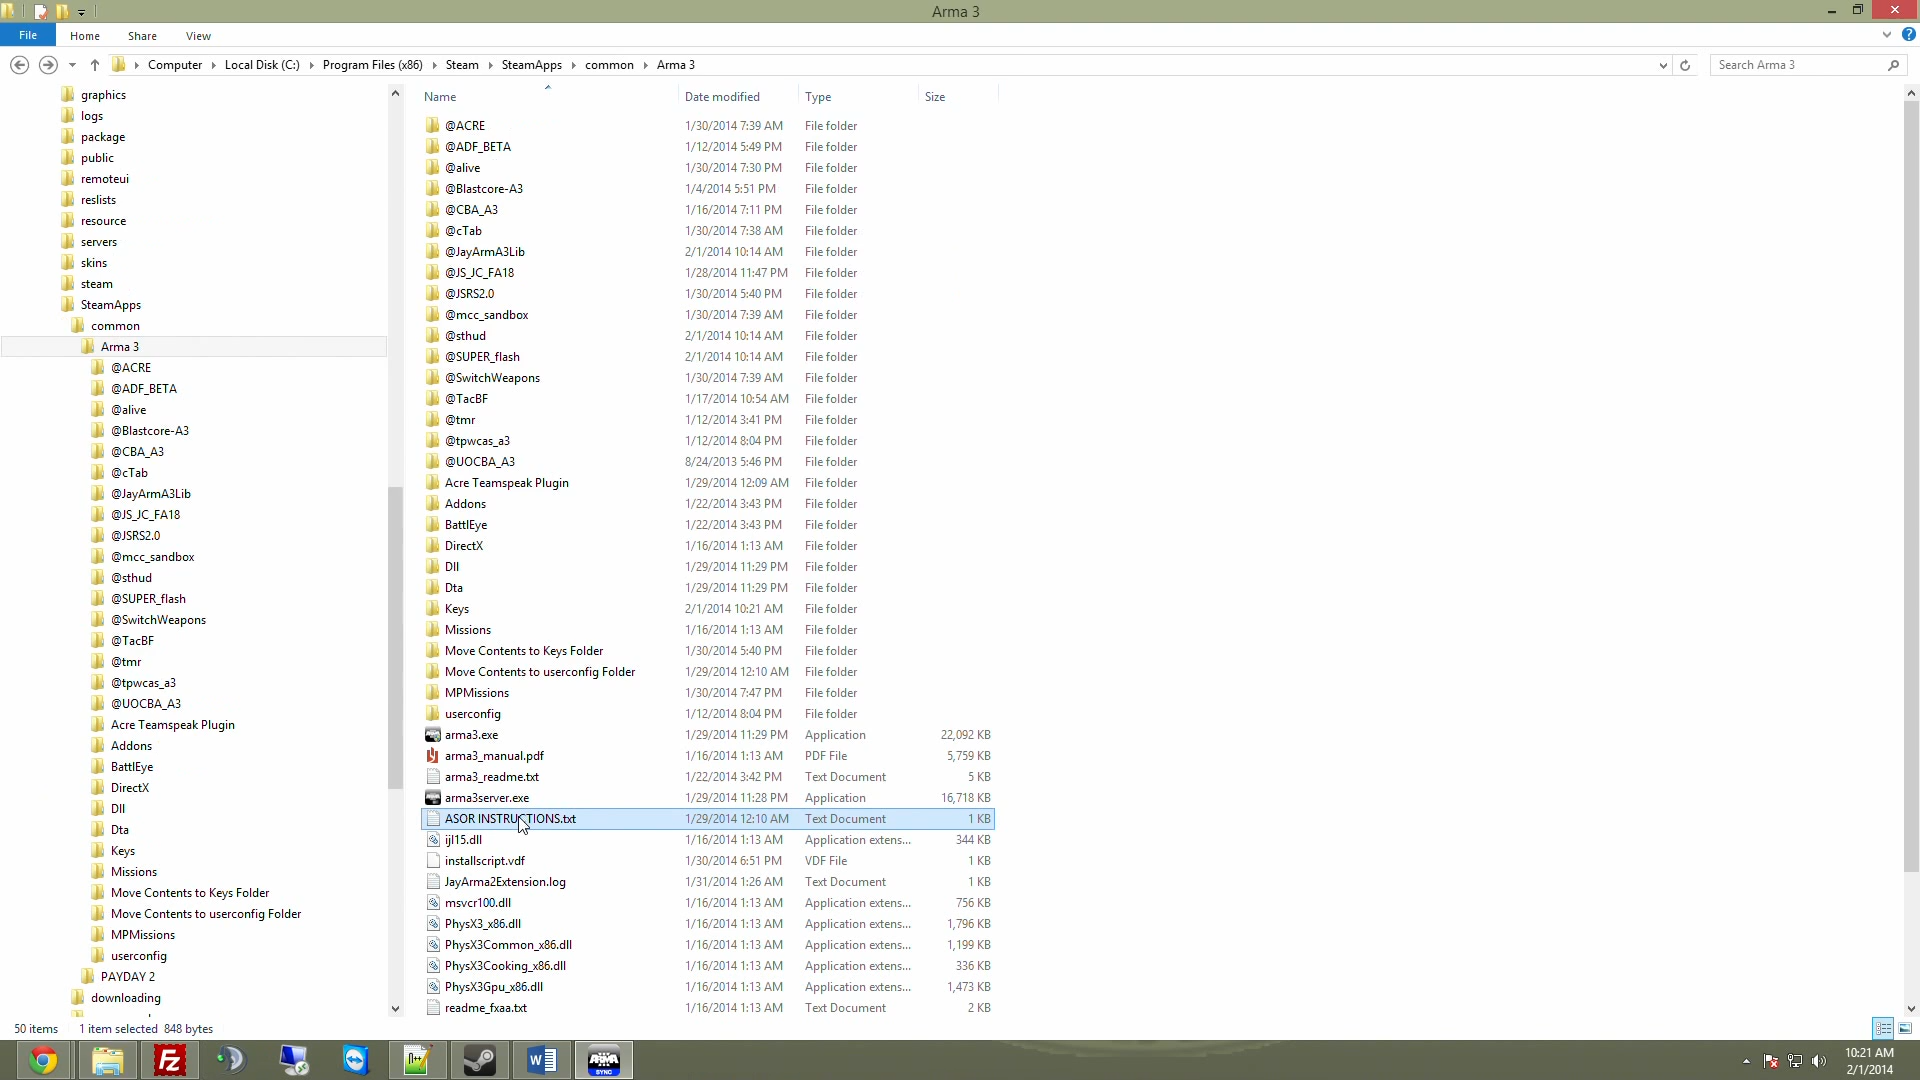 Arma 3
File Home Share View
Computer Local Disk (C:) Program Files (x86) Steam SteamApps common Arma 3
Search Arma 3
graphics
logs
package
public
remoteui
reslists
resource
servers
skins
steam
SteamApps
common
Arma 3
@ACRE
@ADF_BETA
@alive
@Blastcore-A3
@CBA_A3
@cTab
@JayArmA3Lib
@JS_JC_FA18
@JSRS2.0
@mcc_sandbox
@sthud
@SUPER_flash
@SwitchWeapons
@TacBF
@tmr
@tpwcas_a3
@UOCBA_A3
Acre Teamspeak Plugin
Addons
BattlEye
DirectX
Dll
Dta
Keys
Missions
Move Contents to Keys Folder
Move Contents to userconfig Folder
MPMissions
userconfig
PAYDAY 2
downloading
Name Date modified Type Size
@ACRE 1/30/2014 7:39 AM File folder
@ADF_BETA 1/12/2014 5:49 PM File folder
@alive 1/30/2014 7:30 PM File folder
@Blastcore-A3 1/4/2014 5:51 PM File folder
@CBA_A3 1/16/2014 7:11 PM File folder
@cTab 1/30/2014 7:38 AM File folder
@JayArmA3Lib 2/1/2014 10:14 AM File folder
@JS_JC_FA18 1/28/2014 11:47 PM File folder
@JSRS2.0 1/30/2014 5:40 PM File folder
@mcc_sandbox 1/30/2014 7:39 AM File folder
@sthud 2/1/2014 10:14 AM File folder
@SUPER_flash 2/1/2014 10:14 AM File folder
@SwitchWeapons 1/30/2014 7:39 AM File folder
@TacBF 1/17/2014 10:54 AM File folder
@tmr 1/12/2014 3:41 PM File folder
@tpwcas_a3 1/12/2014 8:04 PM File folder
@UOCBA_A3 8/24/2013 5:46 PM File folder
Acre Teamspeak Plugin 1/29/2014 12:09 AM File folder
Addons 1/22/2014 3:43 PM File folder
BattlEye 1/22/2014 3:43 PM File folder
DirectX 1/16/2014 1:13 AM File folder
Dll 1/29/2014 11:29 PM File folder
Dta 1/29/2014 11:29 PM File folder
Keys 2/1/2014 10:21 AM File folder
Missions 1/16/2014 1:13 AM File folder
Move Contents to Keys Folder 1/30/2014 5:40 PM File folder
Move Contents to userconfig Folder 1/29/2014 12:10 AM File folder
MPMissions 1/30/2014 7:47 PM File folder
userconfig 1/12/2014 8:04 PM File folder
arma3.exe 1/29/2014 11:29 PM Application 22,092 KB
arma3_manual.pdf 1/16/2014 1:13 AM PDF File 5,759 KB
arma3_readme.txt 1/22/2014 3:42 PM Text Document 5 KB
arma3server.exe 1/29/2014 11:28 PM Application 16,718 KB
ASOR INSTRUCTIONS.txt 1/29/2014 12:10 AM Text Document 1 KB
ijl15.dll 1/16/2014 1:13 AM Application extens... 344 KB
installscript.vdf 1/30/2014 6:51 PM VDF File 1 KB
JayArma2Extension.log 1/31/2014 1:26 AM Text Document 1 KB
msvcr100.dll 1/16/2014 1:13 AM Application extens... 756 KB
PhysX3_x86.dll 1/16/2014 1:13 AM Application extens... 1,796 KB
PhysX3Common_x86.dll 1/16/2014 1:13 AM Application extens... 1,199 KB
PhysX3Cooking_x86.dll 1/16/2014 1:13 AM Application extens... 336 KB
PhysX3Gpu_x86.dll 1/16/2014 1:13 AM Application extens... 1,473 KB
readme_fxaa.txt 1/16/2014 1:13 AM Text Document 2 KB
50 items 1 item selected 848 bytes
10:21 AM
2/1/2014